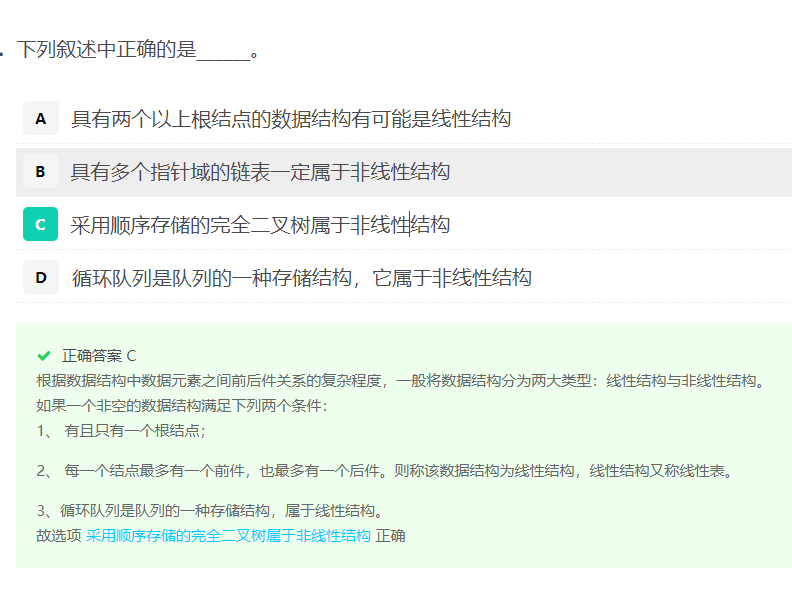 . 下列叙述中正确的是______。
A 具有两个以上根结点的数据结构有可能是线性结构
B 具有多个指针域的链表一定属于非线性结构
C 采用顺序存储的完全二叉树属于非线性结构
D 循环队列是队列的一种存储结构，它属于非线性结构
正确答案 C
根据数据结构中数据元素之间前后件关系的复杂程度，一般将数据结构分为两大类型：线性结构与非线性结构。
如果一个非空的数据结构满足下列两个条件：
1、 有且只有一个根结点；
2、 每一个结点最多有一个前件，也最多有一个后件。则称该数据结构为线性结构，线性结构又称线性表。
3、循环队列是队列的一种存储结构，属于线性结构。
故选项 采用顺序存储的完全二叉树属于非线性结构 正确